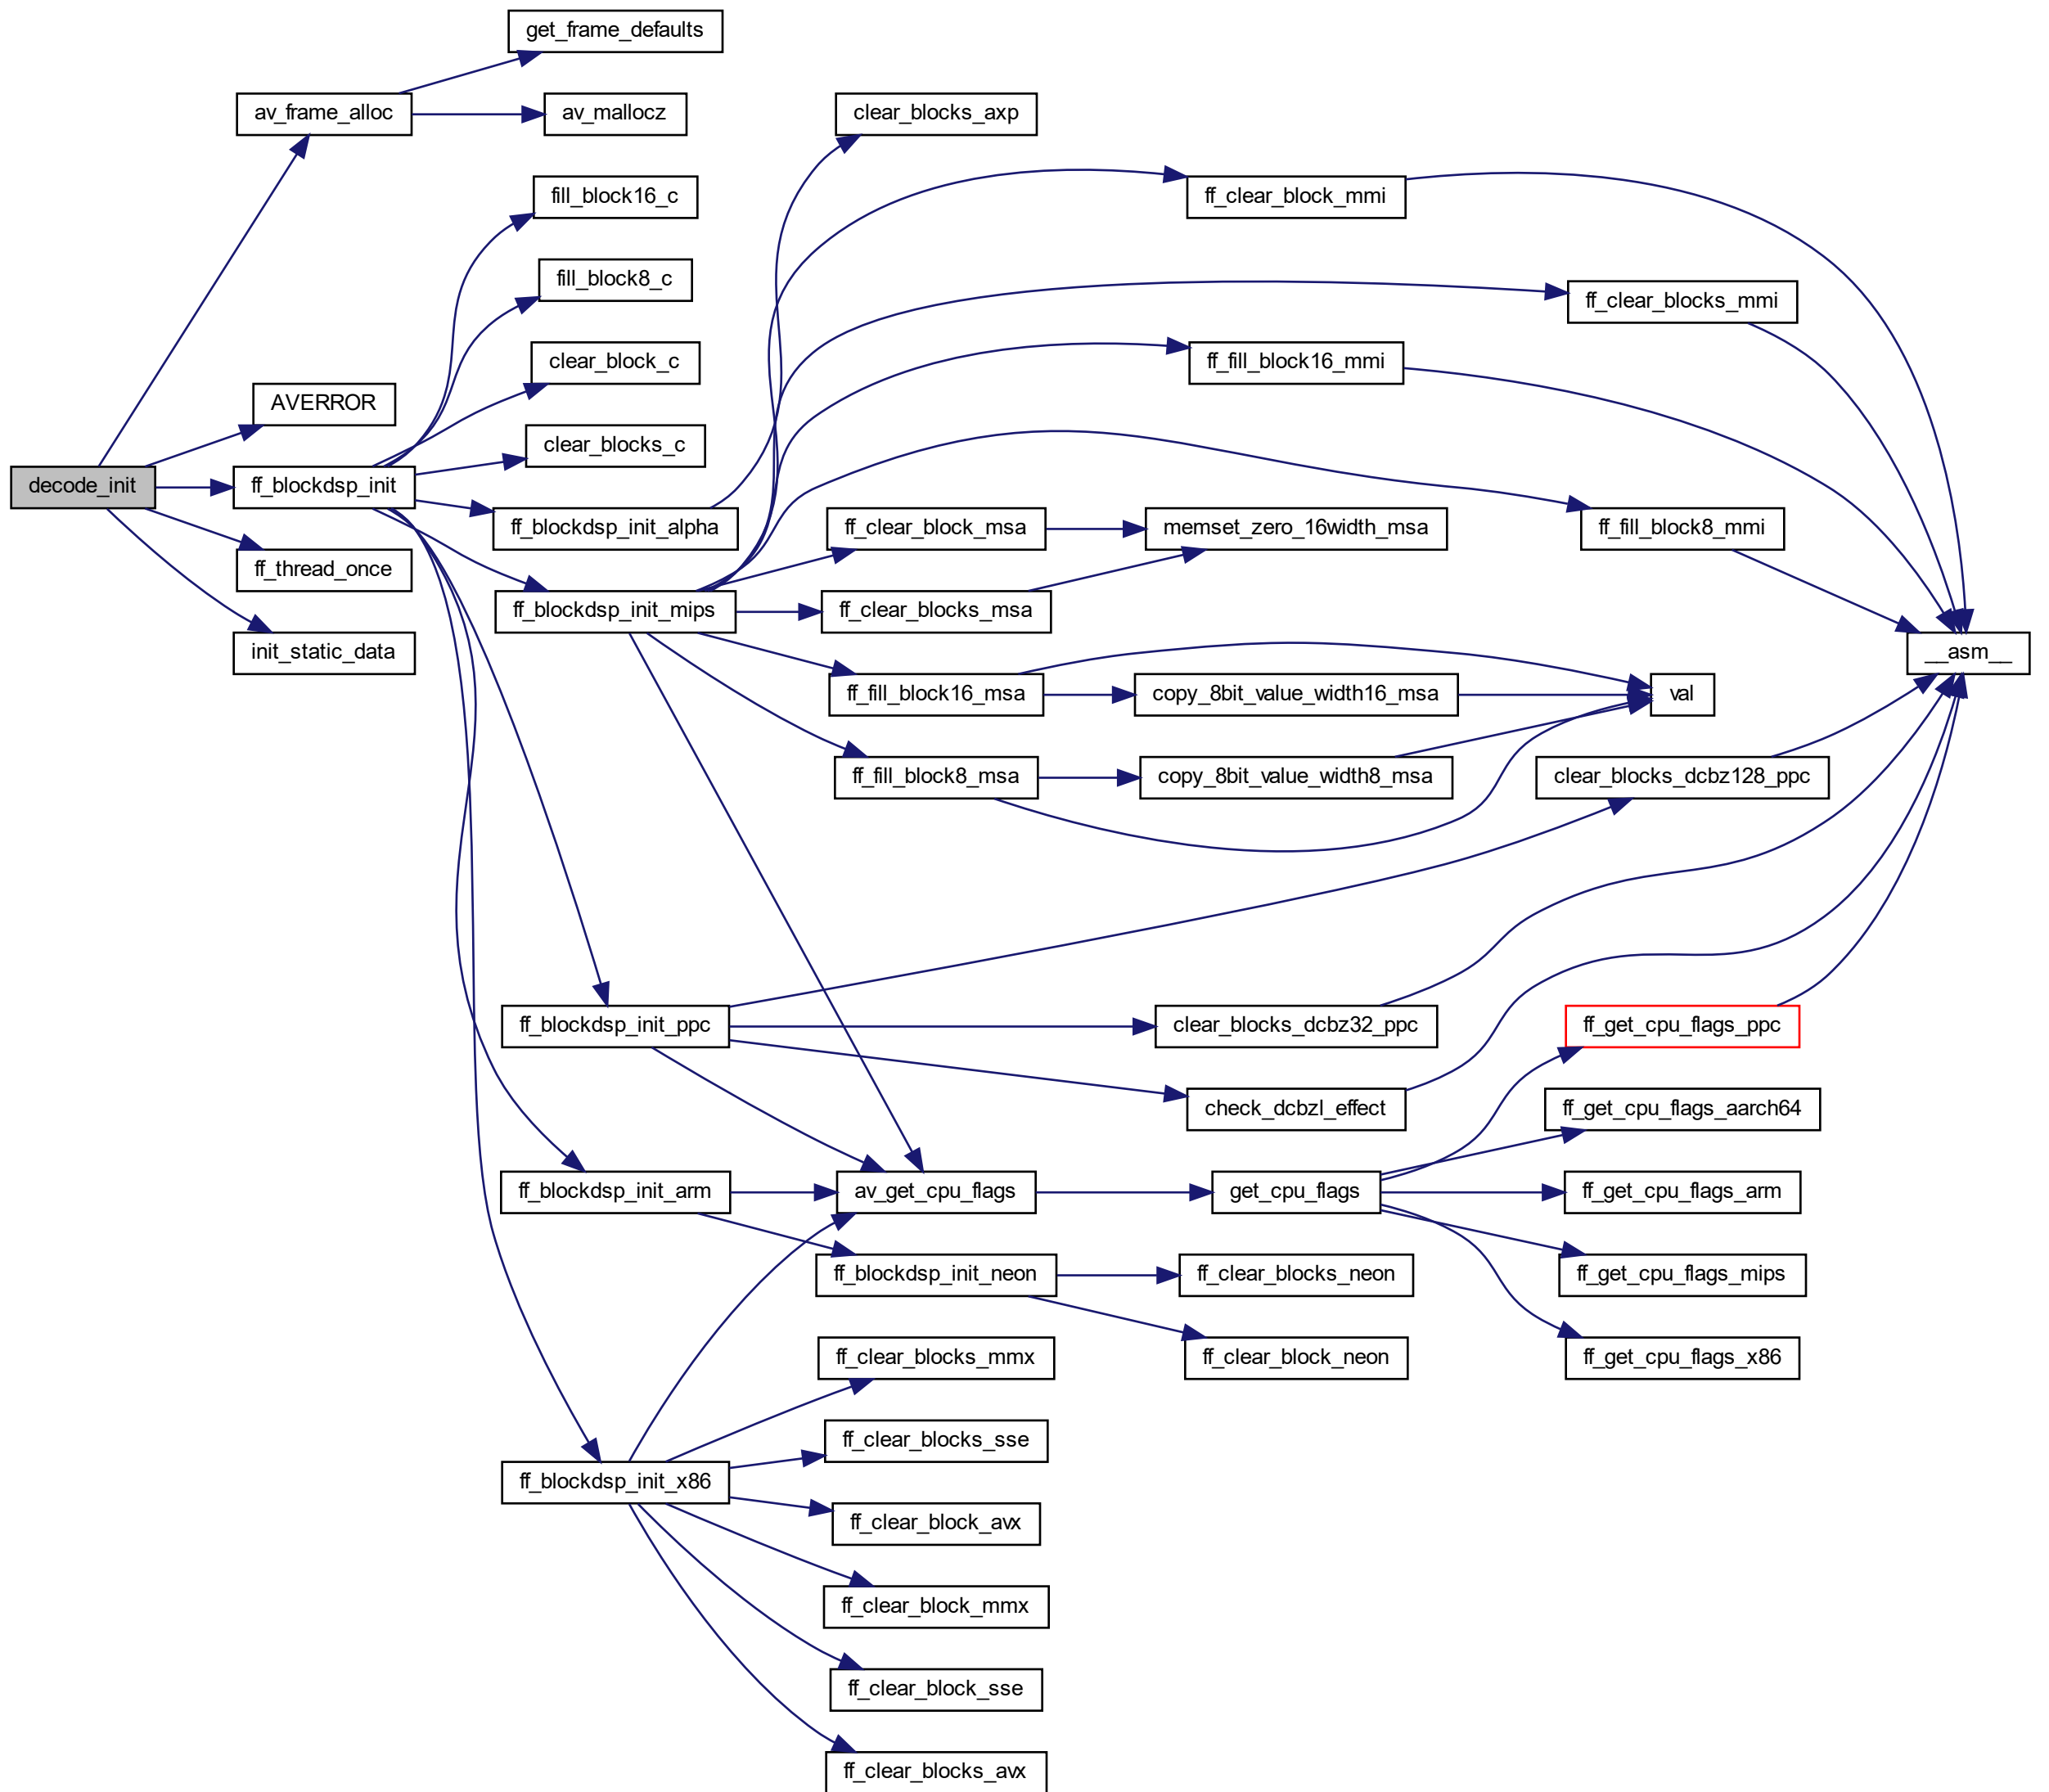 get_frame_defaults
av_frame_alloc
av_mallocz
clear_blocks_axp
fill_block16_c
ff_clear_block_mmi
fill_block8_c
ff_clear_blocks_mmi
clear_block_c
ff_fill_block16_mmi
AVERROR
clear_blocks_c
decode_init
ff_blockdsp_init
ff_blockdsp_init_alpha
ff_clear_block_msa
memset_zero_16width_msa
ff_fill_block8_mmi
ff_thread_once
ff_blockdsp_init_mips
ff_clear_blocks_msa
init_static_data
__asm__
ff_fill_block16_msa
copy_8bit_value_width16_msa
val
ff_fill_block8_msa
copy_8bit_value_width8_msa
clear_blocks_dcbz128_ppc
ff_blockdsp_init_ppc
clear_blocks_dcbz32_ppc
ff_get_cpu_flags_ppc
check_dcbzl_effect
ff_get_cpu_flags_aarch64
ff_blockdsp_init_arm
av_get_cpu_flags
get_cpu_flags
ff_get_cpu_flags_arm
ff_blockdsp_init_neon
ff_clear_blocks_neon
ff_get_cpu_flags_mips
ff_clear_blocks_mmx
ff_clear_block_neon
ff_get_cpu_flags_x86
ff_clear_blocks_sse
ff_blockdsp_init_x86
ff_clear_block_avx
ff_clear_block_mmx
ff_clear_block_sse
ff_clear_blocks_avx